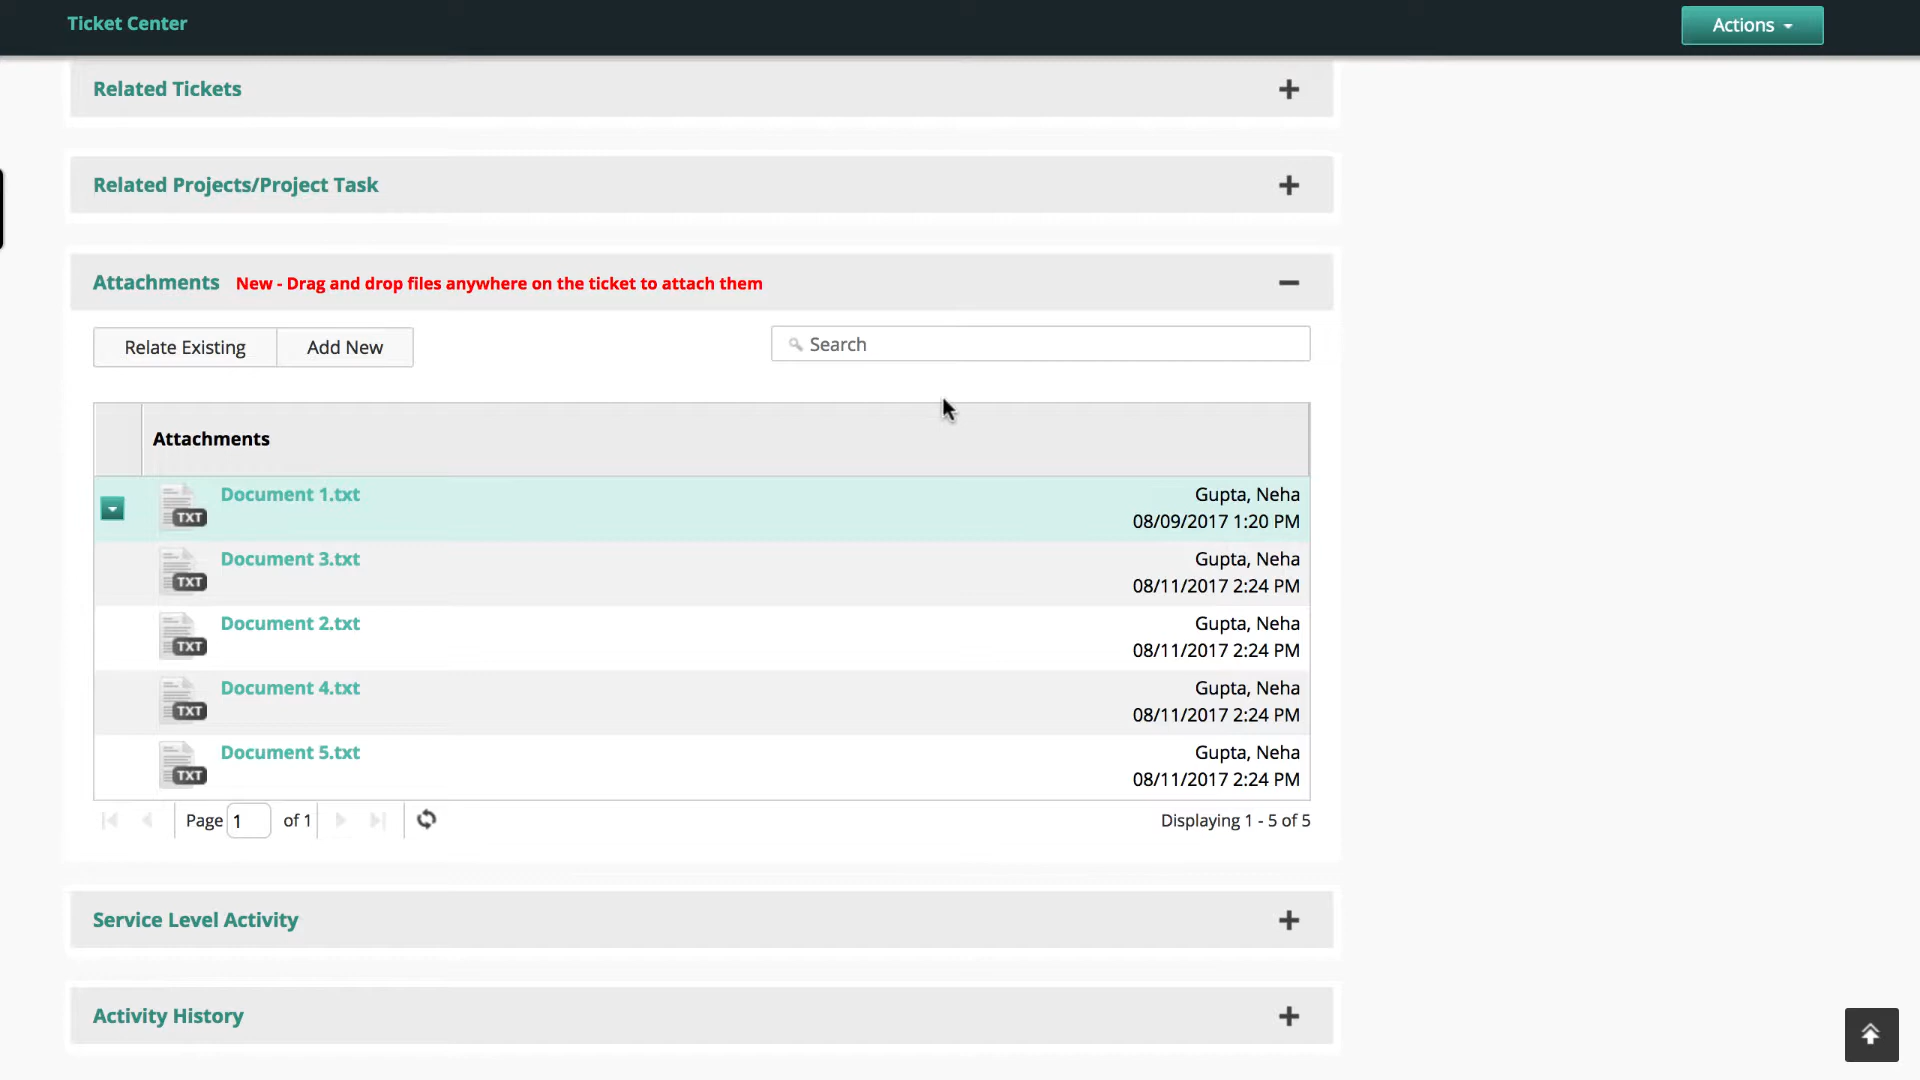 Ticket Center
Actions
Related Tickets
Related Projects/Project Task
Attachments New - Drag and drop files anywhere on the ticket to attach them
Relate Existing Add New Search
Attachments
TXT Document 1.txt Gupta, Neha
08/09/2017 1:20 PM
TXT Document 3.txt Gupta, Neha
08/11/2017 2:24 PM
TXT Document 2.txt Gupta, Neha
08/11/2017 2:24 PM
TXT Document 4.txt Gupta, Neha
08/11/2017 2:24 PM
TXT Document 5.txt Gupta, Neha
08/11/2017 2:24 PM
Page 1 of 1 Displaying 1 - 5 of 5
Service Level Activity
Activity History